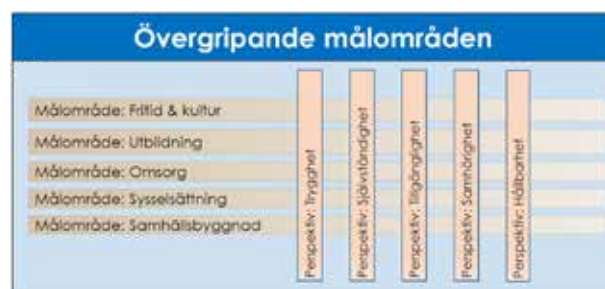 Övergripande målområden
Målområde: Fritid & kultur
Målområde: Utbildning
Målområde: Omsorg
Målområde: Sysselsättning
Målområde: Samhällsbyggnad
Perspektiv: Trygghet
Perspektiv: Självständighet
Perspektiv: Tillgänglighet
Perspektiv: Samhörighet
Perspektiv: Hållbarhet